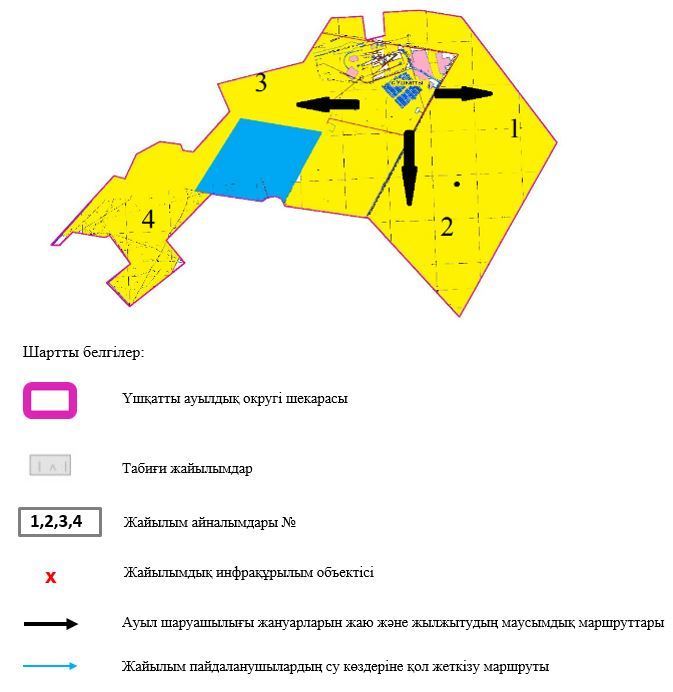 3
1
2
4
Шартты белгілер:
Үшқатты ауылдық округі шекарасы
Табиғи жайылымдар
1,2,3,4 Жайылым айналымдары №
x Жайылымдық инфрақұрылым объектісі
Ауыл шаруашылығы жануарларын жаю және жылжытудың маусымдық маршруттары
Жайылым пайдаланушылардың су көздеріне қол жеткізу маршруты